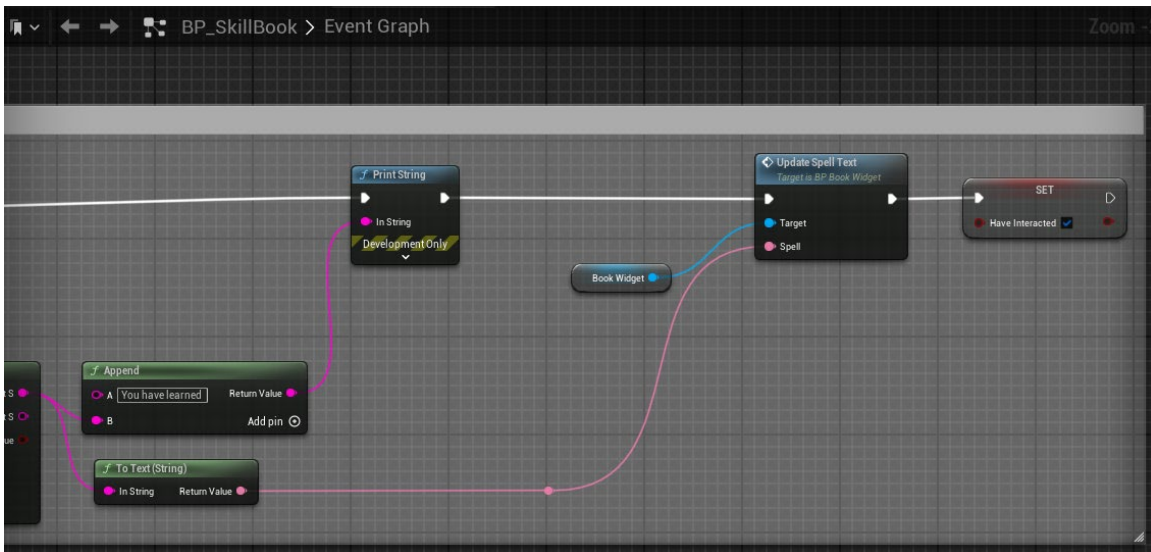 BP_SkillBook > Event Graph
Zoom -
Print String
In String
Development Only
Update Spell Text
Target is BP Book Widget
Target
Spell
SET
Have Interacted
Book Widget
Append
A You have learned Return Value
B Add pin
t S
t S
ue
To Text (String)
In String Return Value